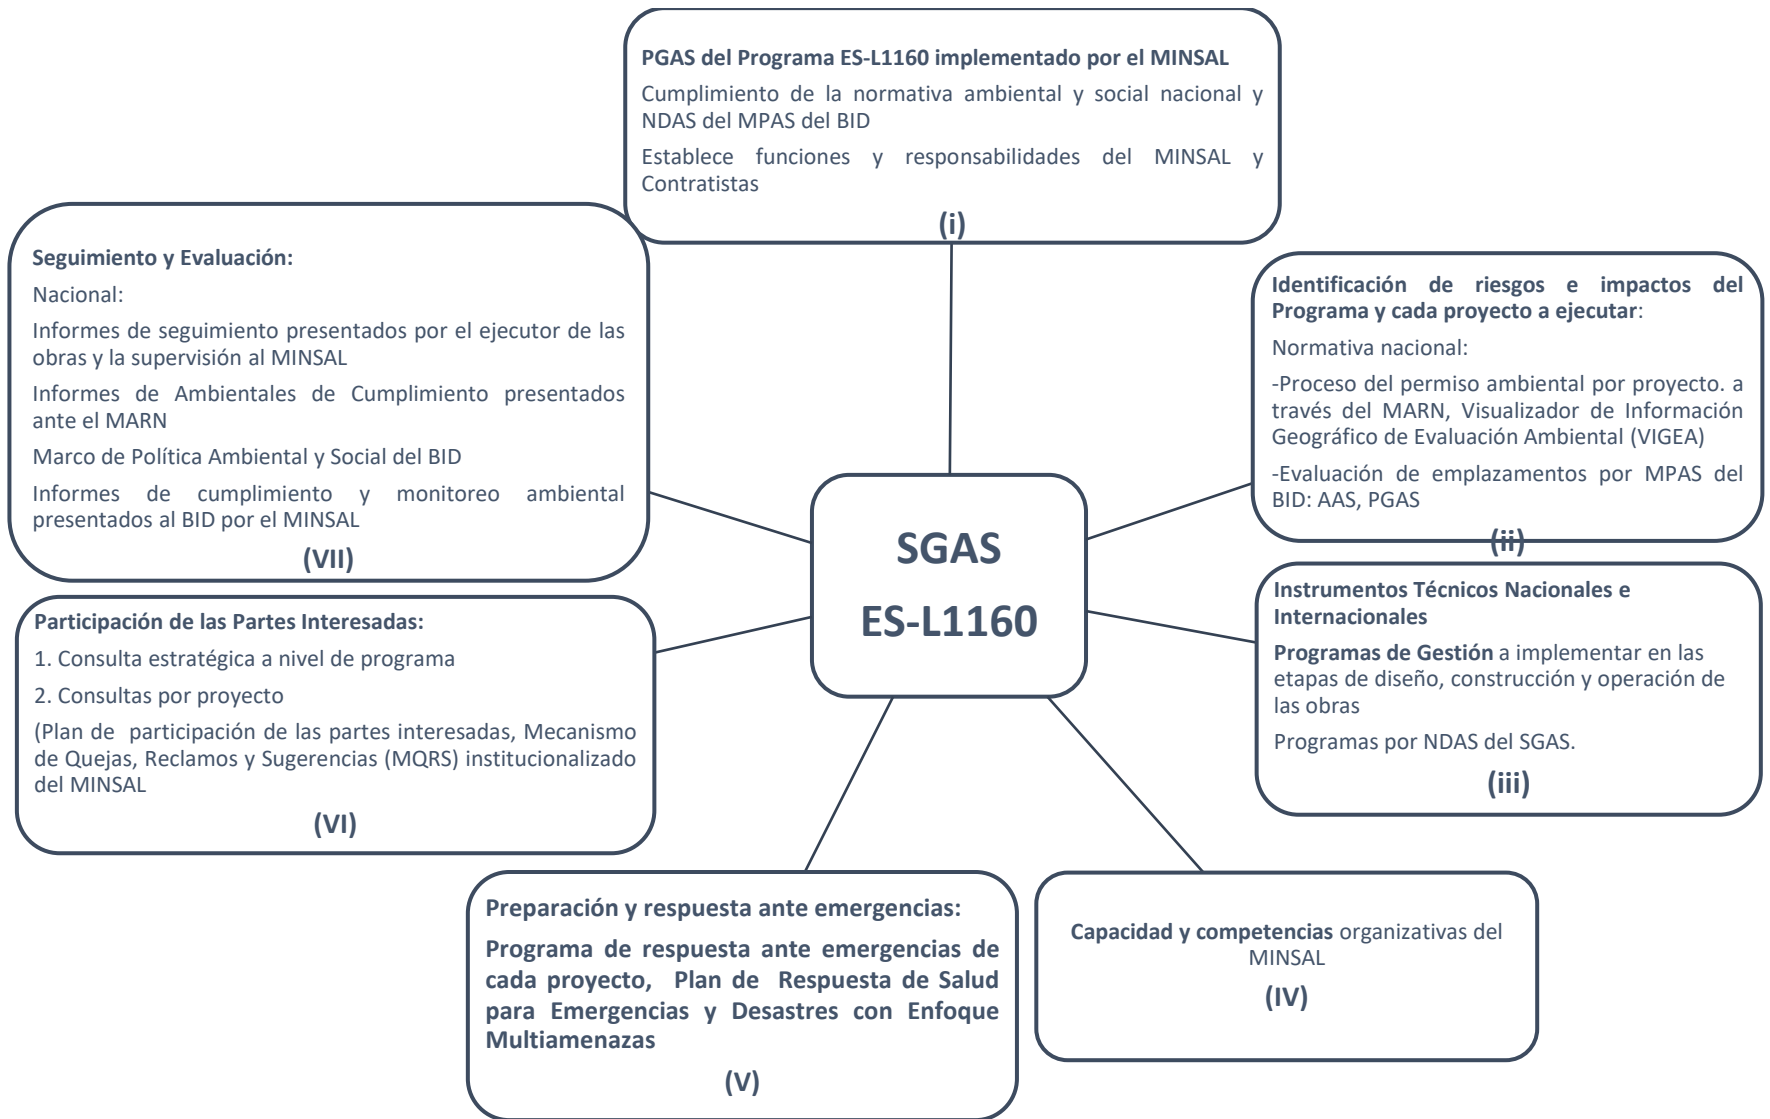 PGAS del Programa ES-L1160 implementado por el MINSAL
Cumplimiento de la normativa ambiental y social nacional y
NDAS del MPAS del BID
Establece funciones y responsabilidades del MINSAL y
Contratistas
(i)
Identificación de riesgos e impactos del
Programa y cada proyecto a ejecutar:
Normativa nacional:
-Proceso del permiso ambiental por proyecto. a
través del MARN, Visualizador de Información
Geográfico de Evaluación Ambiental (VIGEA)
-Evaluación de emplazamientos por MPAS del
BID: AAS, PGAS
(ii)
Instrumentos Técnicos Nacionales e
Internacionales
Programas de Gestión a implementar en las
etapas de diseño, construcción y operación de
las obras
Programas por NDAS del SGAS.
(iii)
Capacidad y competencias organizativas del
MINSAL
(IV)
Preparación y respuesta ante emergencias:
Programa de respuesta ante emergencias de
cada proyecto, Plan de Respuesta de Salud
para Emergencias y Desastres con Enfoque
Multiamenazas
(V)
Participación de las Partes Interesadas:
1. Consulta estratégica a nivel de programa
2. Consultas por proyecto
(Plan de participación de las partes interesadas, Mecanismo
de Quejas, Reclamos y Sugerencias (MQRS) institucionalizado
del MINSAL
(VI)
Seguimiento y Evaluación:
Nacional:
Informes de seguimiento presentados por el ejecutor de las
obras y la supervisión al MINSAL
Informes de Ambientales de Cumplimiento presentados
ante el MARN
Marco de Política Ambiental y Social del BID
Informes de cumplimiento y monitoreo ambiental
presentados al BID por el MINSAL
(VII)
SGAS
ES-L1160